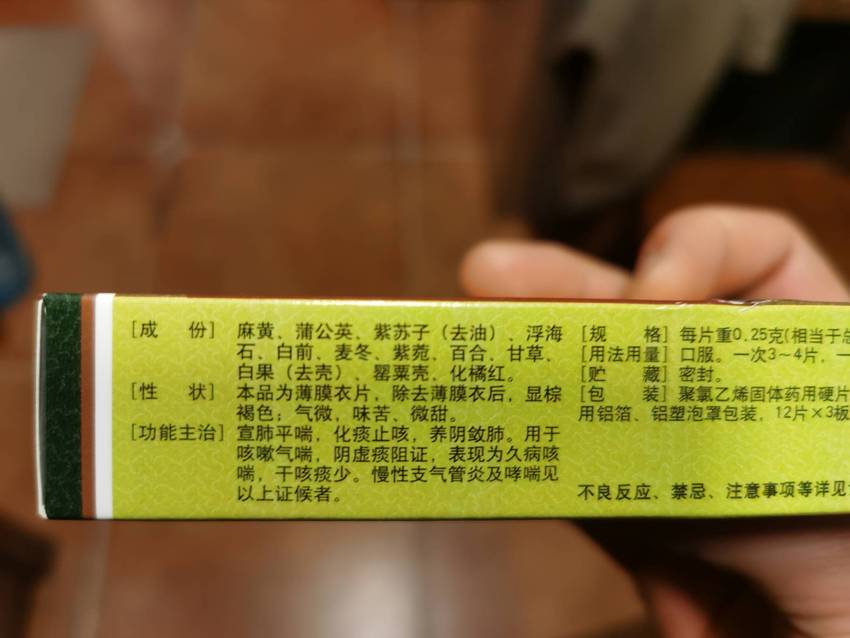 [成 份] 麻黄、蒲公英、紫苏子（去油）、浮海
石、白前、麦冬、紫菀、百合、甘草、
白果（去壳）、罂粟壳、化橘红。
[性 状] 本品为薄膜衣片，除去薄膜衣后，显棕
褐色；气微，味苦、微甜。
[功能主治] 宣肺平喘，化痰止咳，养阴敛肺。用于
咳嗽气喘，阴虚痰阻证，表现为久病咳
喘，干咳痰少。慢性支气管炎及哮喘见
以上证候者。
[规 格] 每片重0.25克(相当于总
[用法用量] 口服。一次3～4片，一
[贮 藏] 密封。
[包 装] 聚氯乙烯固体药用硬片
用铝箔、铝塑泡罩包装，12片×3板
不良反应、禁忌、注意事项等详见